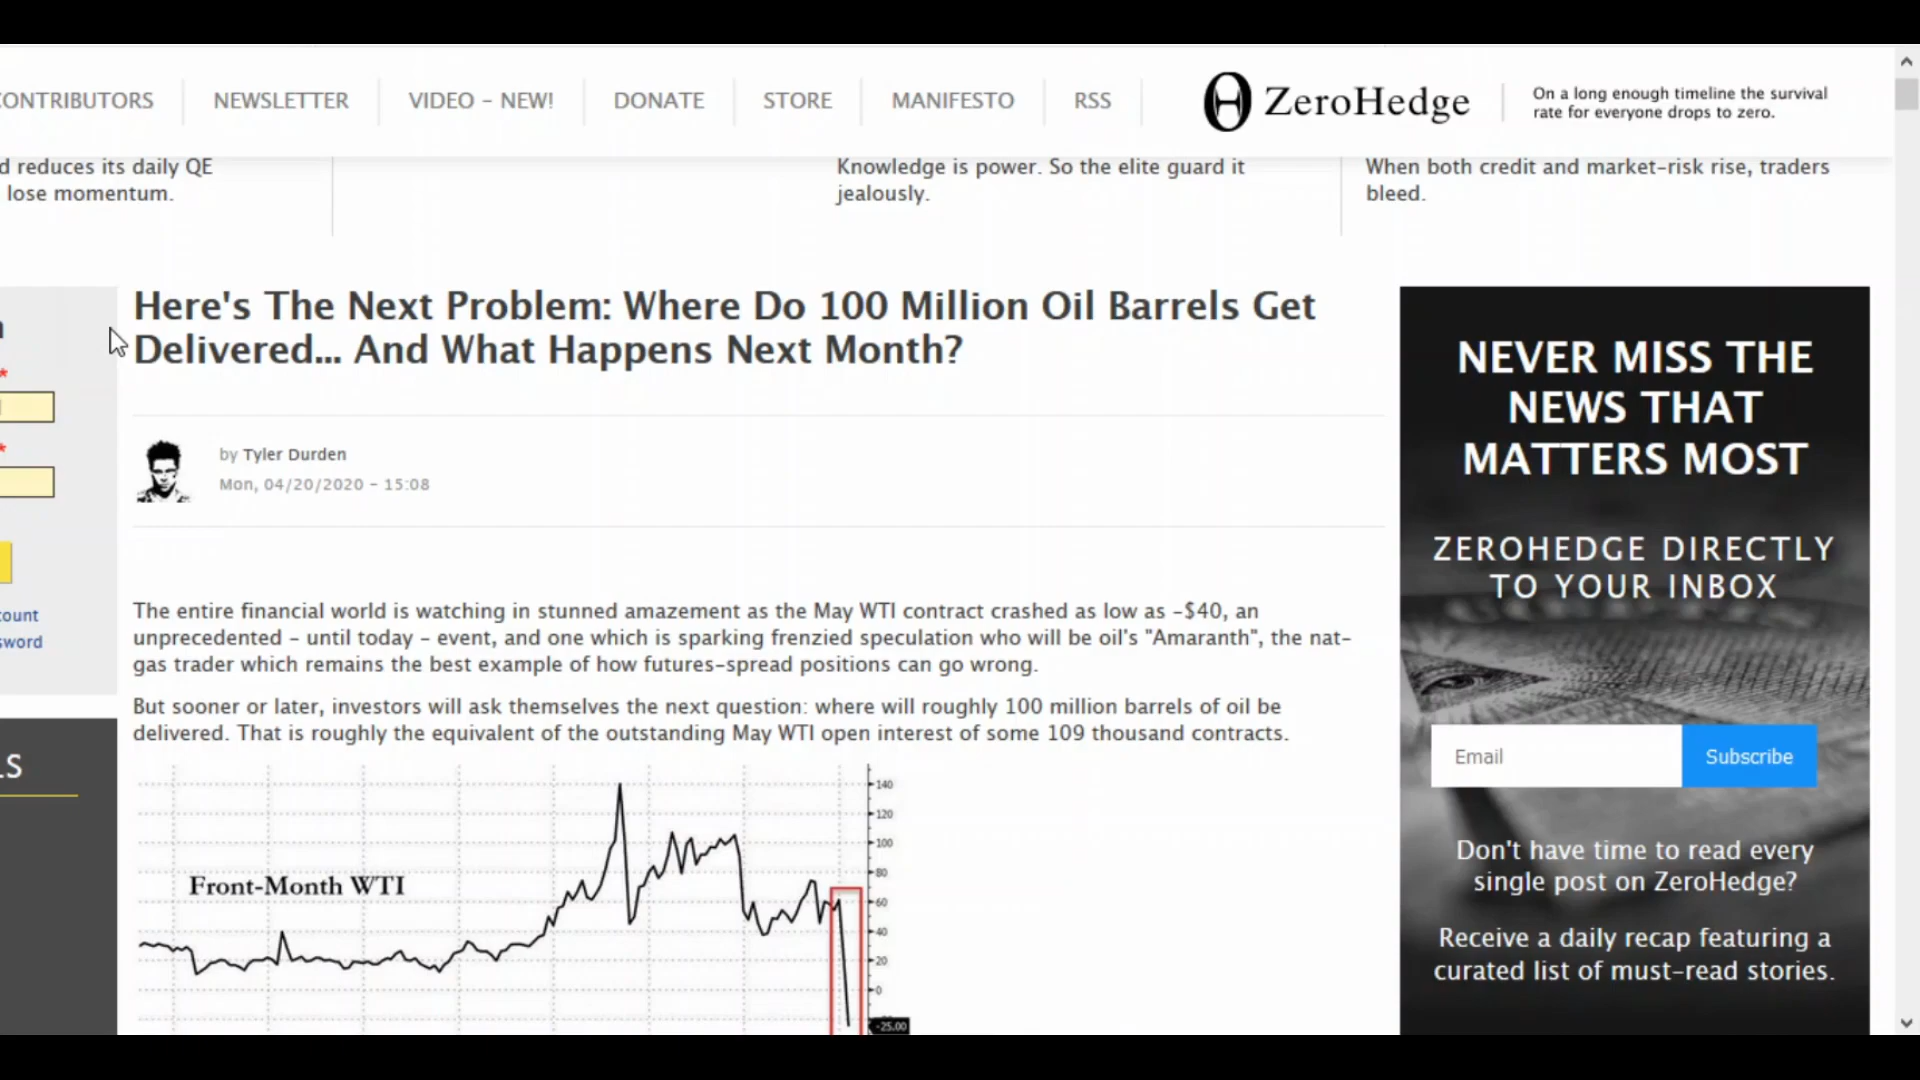 CONTRIBUTORS
NEWSLETTER
VIDEO - NEW!
DONATE
STORE
MANIFESTO
RSS
ZeroHedge
On a long enough timeline the survival
rate for everyone drops to zero.
reduces its daily QE
lose momentum.
Knowledge is power. So the elite guard it
jealously.
When both credit and market-risk rise, traders
bleed.
Here's The Next Problem: Where Do 100 Million Oil Barrels Get
Delivered... And What Happens Next Month?
by Tyler Durden
Mon, 04/20/2020 - 15:08
The entire financial world is watching in stunned amazement as the May WTI contract crashed as low as -$40, an
unprecedented - until today - event, and one which is sparking frenzied speculation who will be oil's "Amaranth", the nat-
gas trader which remains the best example of how futures-spread positions can go wrong.
But sooner or later, investors will ask themselves the next question: where will roughly 100 million barrels of oil be
delivered. That is roughly the equivalent of the outstanding May WTI open interest of some 109 thousand contracts.
Front-Month WTI
140
120
100
80
60
40
20
0
-25.00
NEVER MISS THE
NEWS THAT
MATTERS MOST
ZEROHEDGE DIRECTLY
TO YOUR INBOX
Email
Subscribe
Don't have time to read every
single post on ZeroHedge?
Receive a daily recap featuring a
curated list of must-read stories.